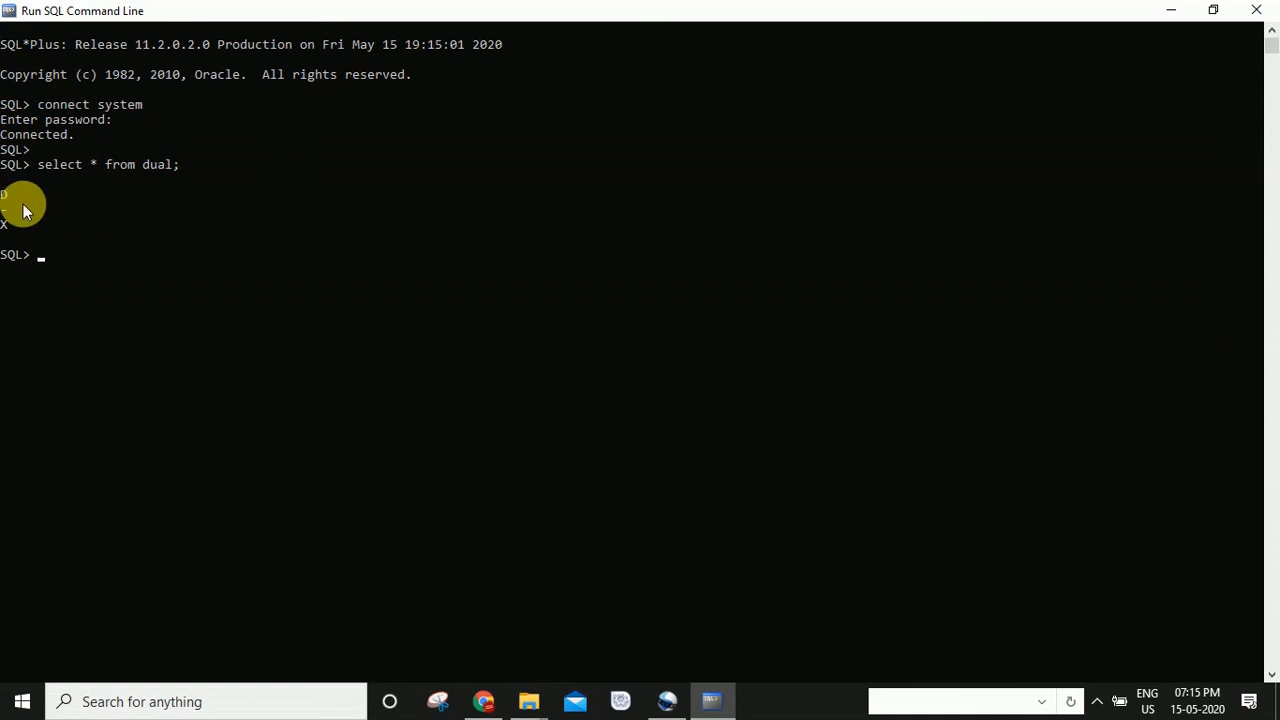 Run SQL Command Line
SQL*Plus: Release 11.2.0.2.0 Production on Fri May 15 19:15:01 2020
Copyright (c) 1982, 2010, Oracle.  All rights reserved.
SQL> connect system
Enter password:
Connected.
SQL>
SQL> select * from dual;
D
-
X
SQL> _
Search for anything
ENG
US
07:15 PM
15-05-2020